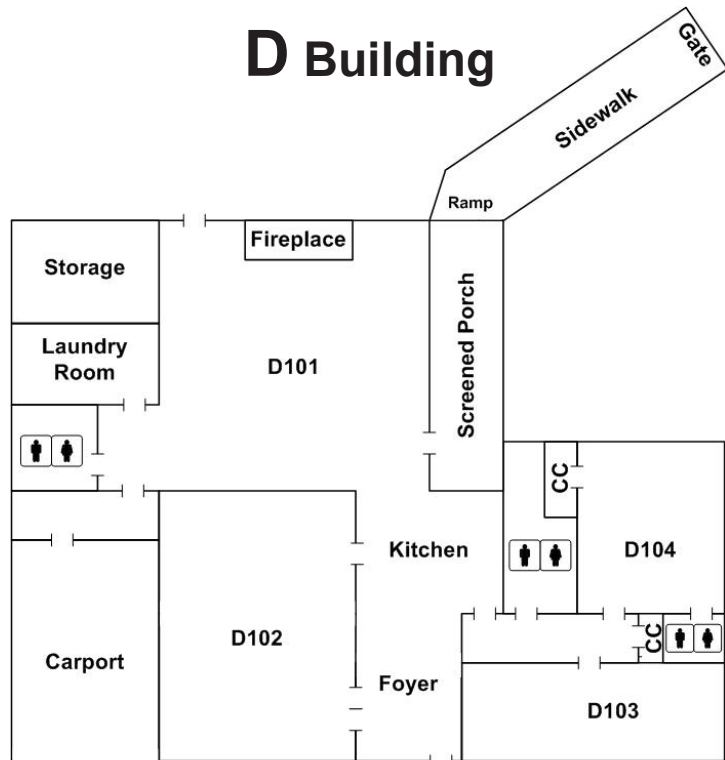 D Building
Gate
Sidewalk
Ramp
Fireplace
Storage
Laundry
Room
D101
Screened Porch
CC
Kitchen
D104
D102
CC
Carport
Foyer
D103